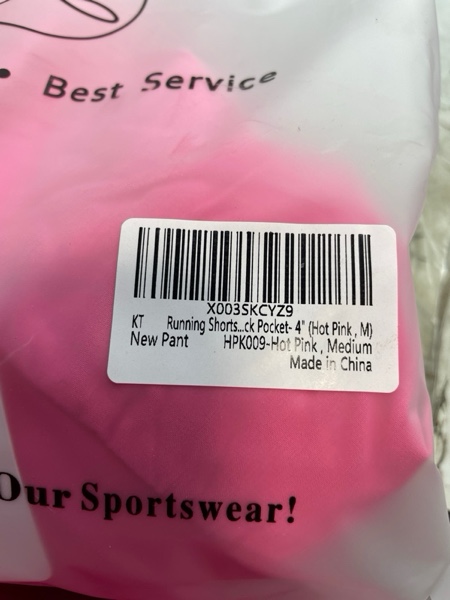 • Best Service
X003SKCYZ9
KT Running Shorts...ck Pocket- 4" (Hot Pink , M)
New Pant HPK009-Hot Pink , Medium
Made in China
Our Sportswear!